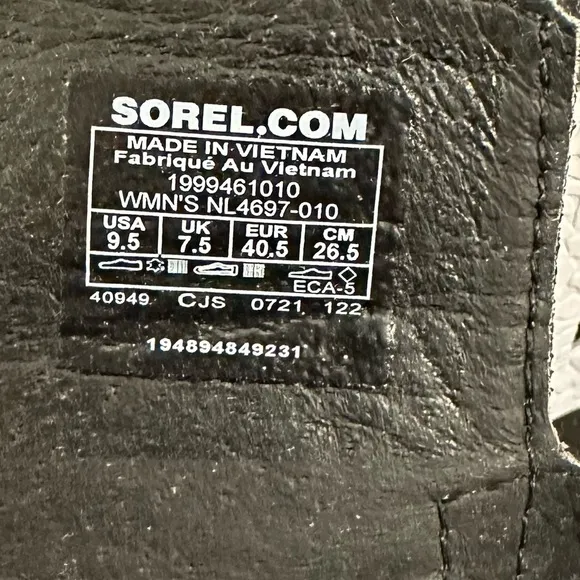 SOREL.COM
MADE IN VIETNAM
Fabriqué Au Vietnam
1999461010
WMN'S NL4697-010
USA UK EUR CM
9.5 7.5 40.5 26.5
ECA-5
40949 CJS 0721 122
194894849231